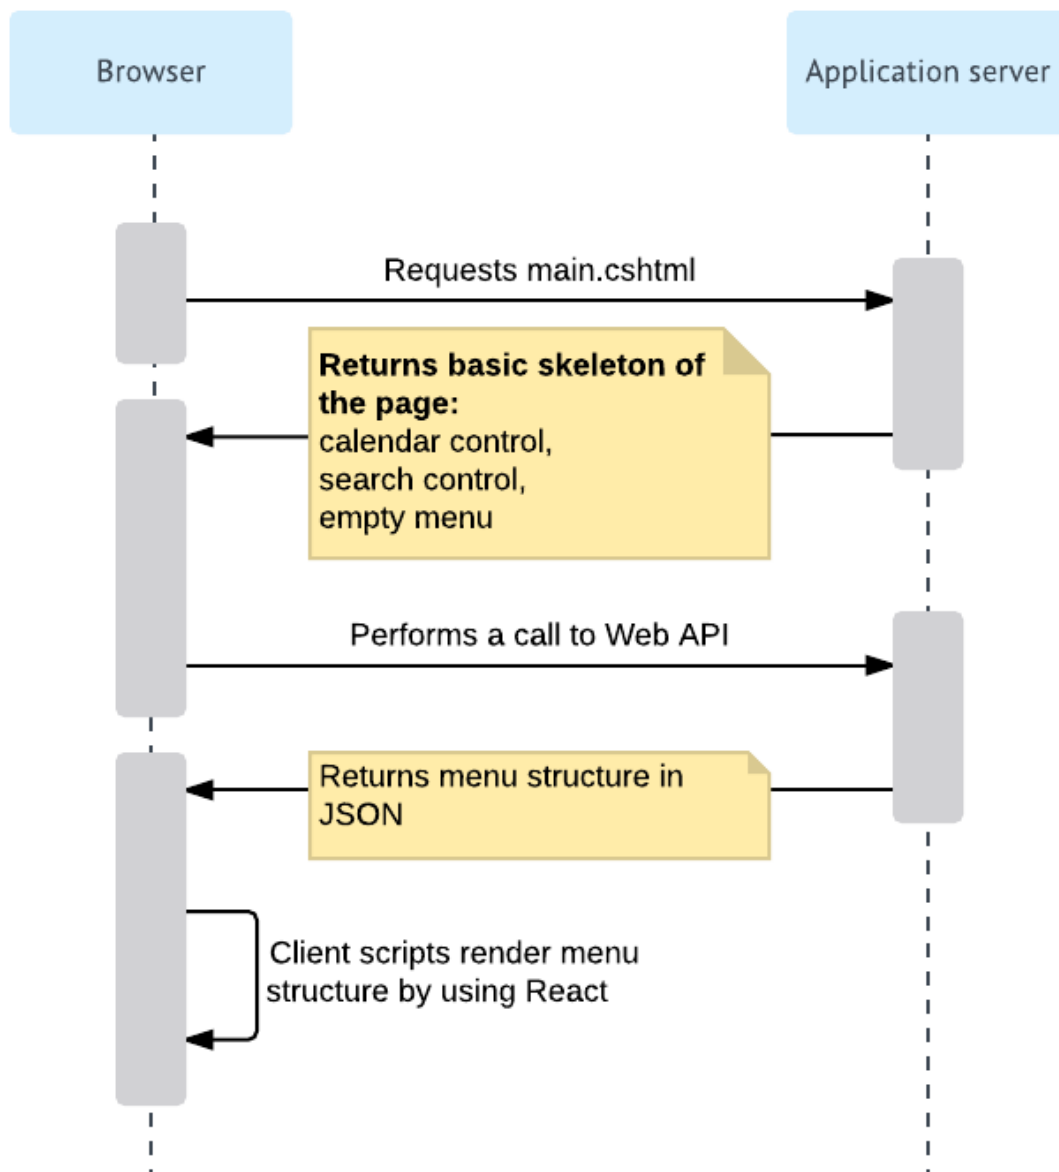 Browser
Application server
Requests main.cshtml
Returns basic skeleton of
the page:
calendar control,
search control,
empty menu
Performs a call to Web API
Returns menu structure in
JSON
Client scripts render menu
structure by using React